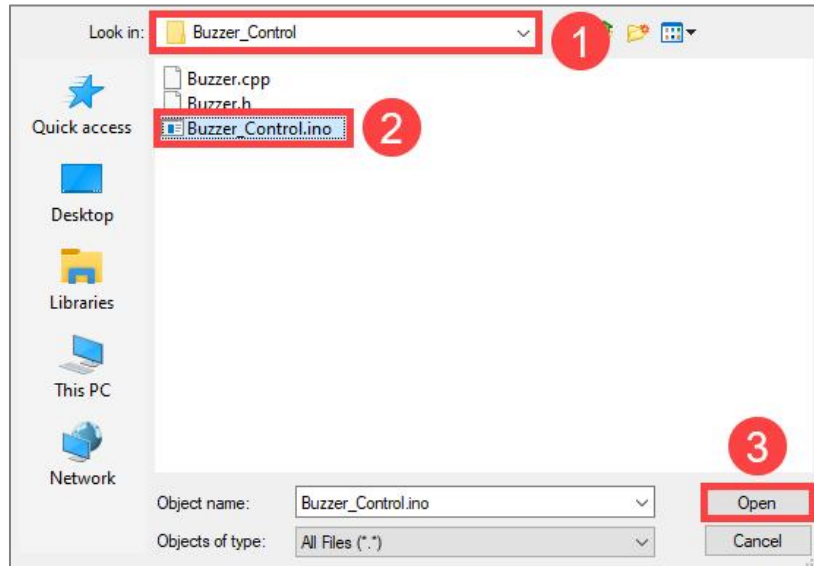 Look in: Buzzer_Control
1
Buzzer.cpp
Buzzer.h
Buzzer_Control.ino
2
Quick access
Desktop
Libraries
This PC
Network
3
Object name: Buzzer_Control.ino Open
Objects of type: All Files (*.*) Cancel